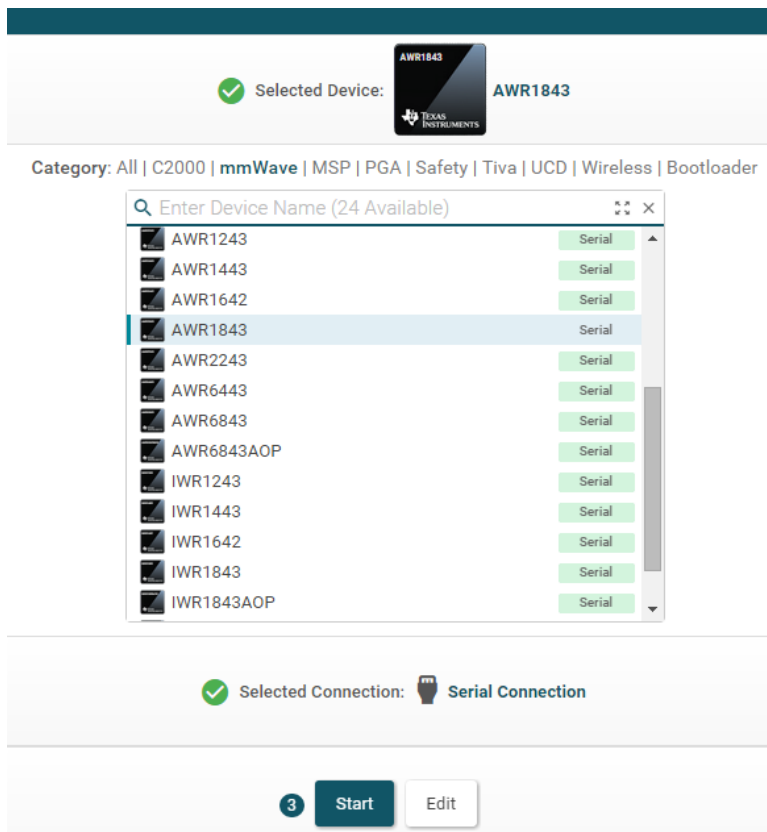 AWR1843
TEXAS
INSTRUMENTS
Selected Device:
AWR1843
Category: All | C2000 | mmWave | MSP | PGA | Safety | Tiva | UCD | Wireless | Bootloader
Enter Device Name (24 Available)
AWR1243 Serial
AWR1443 Serial
AWR1642 Serial
AWR1843 Serial
AWR2243 Serial
AWR6443 Serial
AWR6843 Serial
AWR6843AOP Serial
IWR1243 Serial
IWR1443 Serial
IWR1642 Serial
IWR1843 Serial
IWR1843AOP Serial
Selected Connection: Serial Connection
3 Start Edit